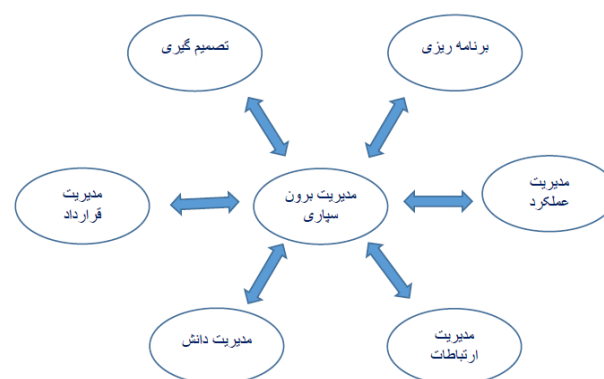 برنامه ریزی
تصمیم گیری
مدیریت
عملکرد
مدیریت برون
سپاری
مدیریت
قرارداد
مدیریت
ارتباطات
مدیریت دانش